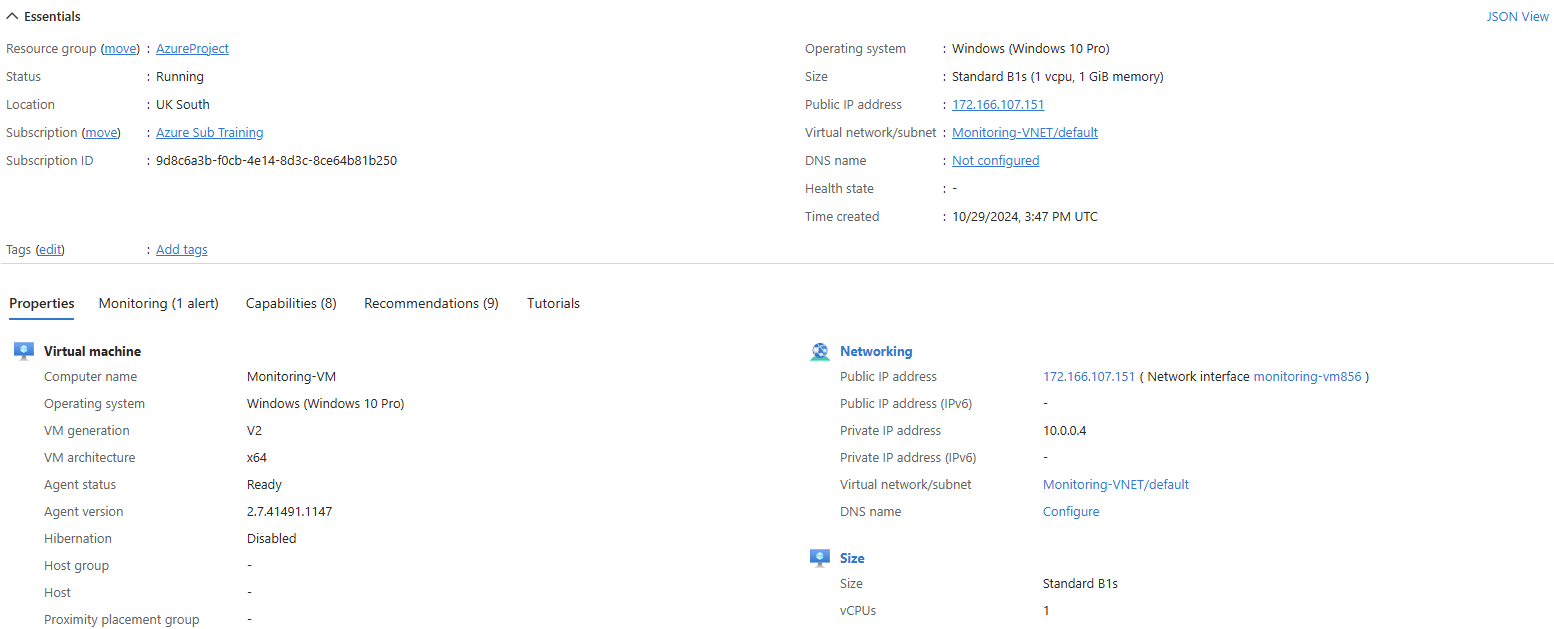 Essentials
JSON View
Resource group (move) : AzureProject
Status : Running
Location : UK South
Subscription (move) : Azure Sub Training
Subscription ID : 9d8c6a3b-f0cb-4e14-8d3c-8ce64b81b250
Operating system : Windows (Windows 10 Pro)
Size : Standard B1s (1 vcpu, 1 GiB memory)
Public IP address : 172.166.107.151
Virtual network/subnet : Monitoring-VNET/default
DNS name : Not configured
Health state : -
Time created : 10/29/2024, 3:47 PM UTC
Tags (edit) : Add tags
Properties Monitoring (1 alert) Capabilities (8) Recommendations (9) Tutorials
Virtual machine
Computer name Monitoring-VM
Operating system Windows (Windows 10 Pro)
VM generation V2
VM architecture x64
Agent status Ready
Agent version 2.7.41491.1147
Hibernation Disabled
Host group -
Host -
Proximity placement group -
Networking
Public IP address 172.166.107.151 ( Network interface monitoring-vm856 )
Public IP address (IPv6) -
Private IP address 10.0.0.4
Private IP address (IPv6) -
Virtual network/subnet Monitoring-VNET/default
DNS name Configure
Size
Size Standard B1s
vCPUs 1